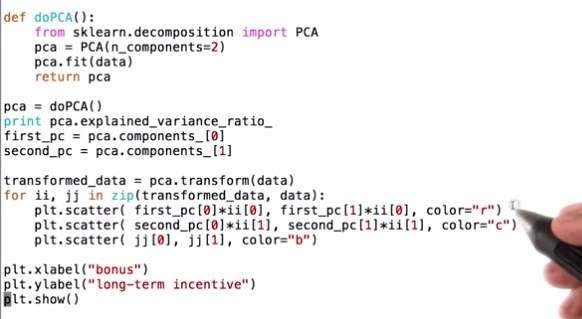 def doPCA():
    from sklearn.decomposition import PCA
    pca = PCA(n_components=2)
    pca.fit(data)
    return pca

pca = doPCA()
print pca.explained_variance_ratio_
first_pc = pca.components_[0]
second_pc = pca.components_[1]

transformed_data = pca.transform(data)
for ii, jj in zip(transformed_data, data):
    plt.scatter( first_pc[0]*ii[0], first_pc[1]*ii[0], color="r")
    plt.scatter( second_pc[0]*ii[1], second_pc[1]*ii[1], color="c")
    plt.scatter( jj[0], jj[1], color="b")

plt.xlabel("bonus")
plt.ylabel("long-term incentive")
plt.show()